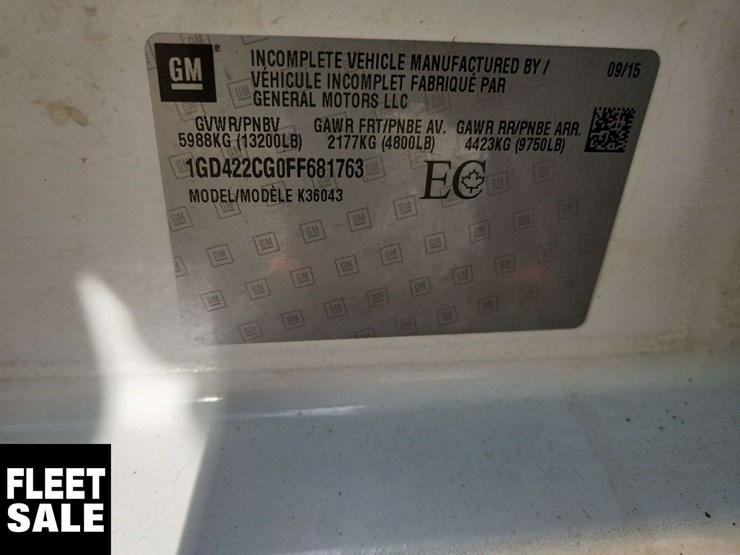 GM
INCOMPLETE VEHICLE MANUFACTURED BY /
VÉHICULE INCOMPLET FABRIQUÉ PAR
GENERAL MOTORS LLC
09/15
GVWR/PNBV GAWR FRT/PNBE AV. GAWR RR/PNBE ARR.
5988KG (13200LB) 2177KG (4800LB) 4423KG (9750LB)
1GD422CG0FF681763
EC
MODEL/MODÈLE K36043
FLEET
SALE